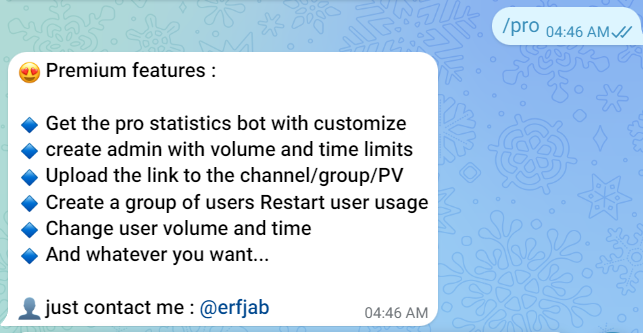 /pro 04:46 AM
😍 Premium features :
🔷 Get the pro statistics bot with customize
🔷 create admin with volume and time limits
🔷 Upload the link to the channel/group/PV
🔷 Create a group of users Restart user usage
🔷 Change user volume and time
🔷 And whatever you want...
👤 just contact me : @erfjab
04:46 AM